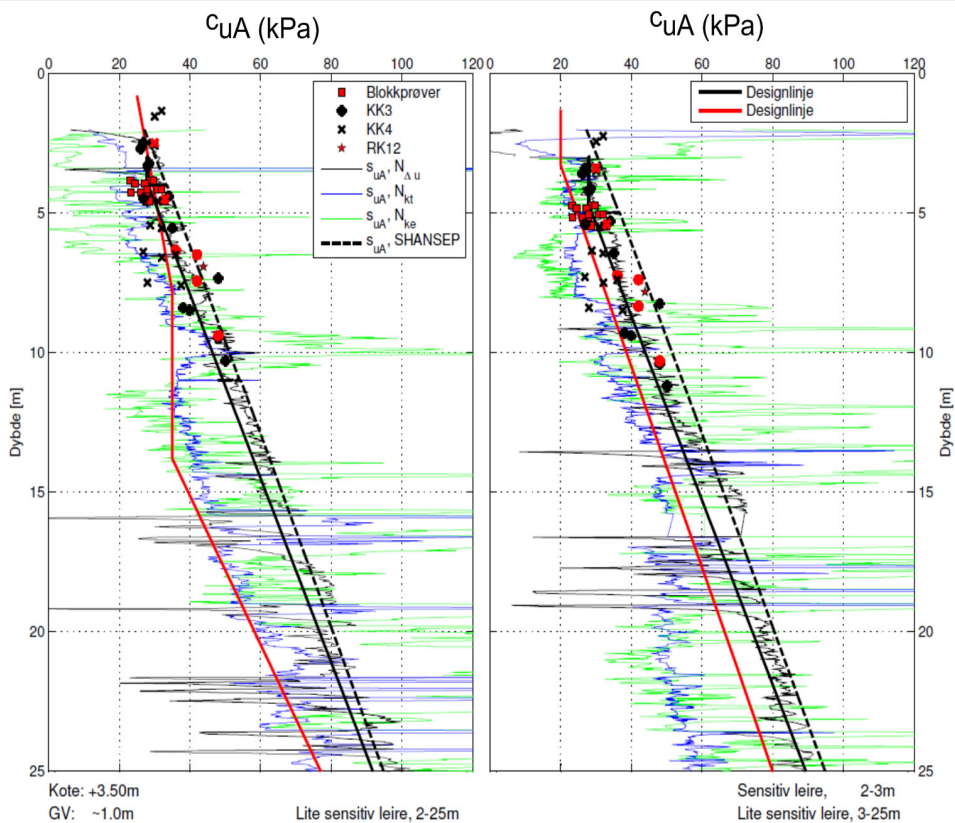 cuA (kPa)
cuA (kPa)
0 20 40 60 80 100 120
0 20 40 60 80 100 120
0
5
10
15
20
25
Dybde [m]
Blokkprøver
KK3
KK4
RK12
suA, NΔu
suA, Nkt
suA, Nke
suA, SHANSEP
Designlinje
Designlinje
0
5
10
15
20
25
Dybde [m]
Kote: +3.50m
GV: ~1.0m
Lite sensitiv leire, 2-25m
Sensitiv leire, 2-3m
Lite sensitiv leire, 3-25m